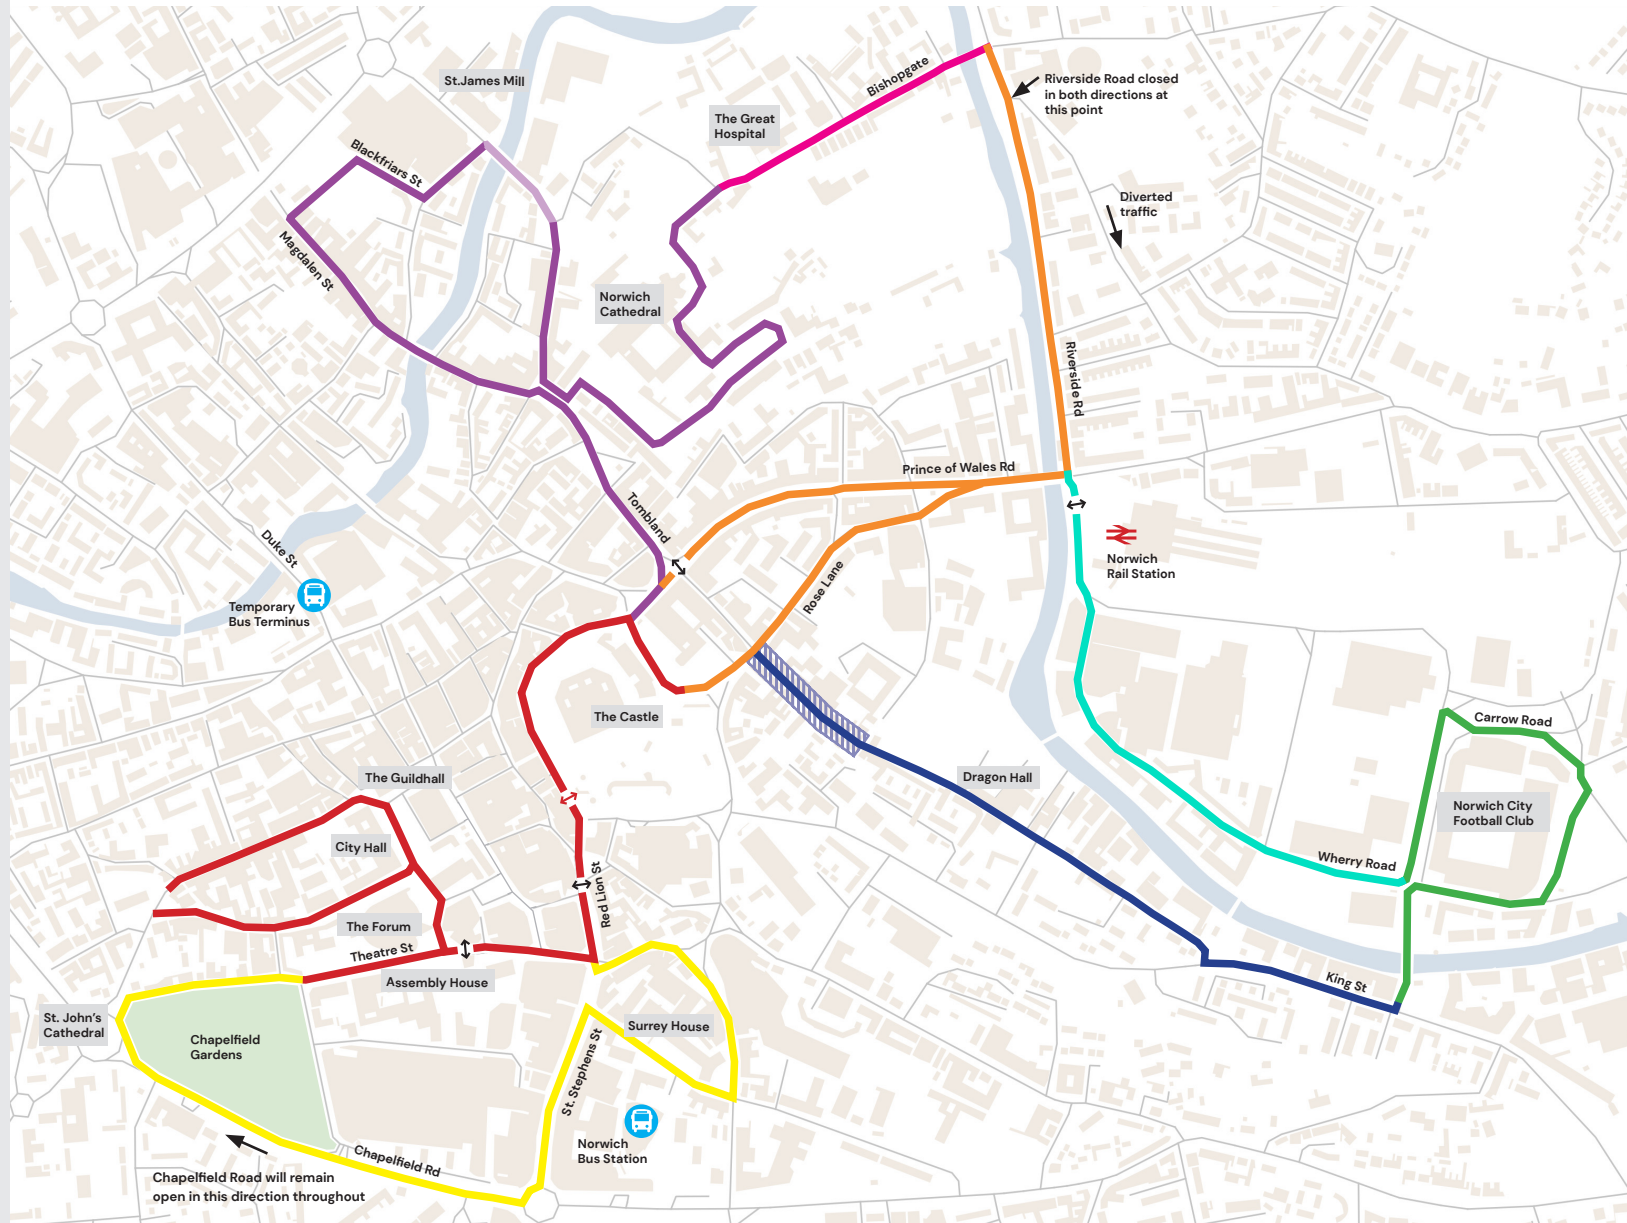 St.James Mill
Bishopgate
Riverside Road closed
in both directions at
this point
The Great
Hospital
Blackfriars St
Diverted
traffic
Magdalen St
Norwich
Cathedral
Riverside Rd
Prince of Wales Rd
Tombland
Duke St
Norwich
Rail Station
Rose Lane
Temporary
Bus Terminus
The Castle
Carrow Road
The Guildhall
Dragon Hall
Norwich City
Football Club
City Hall
Wherry Road
Red Lion St
The Forum
Theatre St
Assembly House
King St
St. John's
Cathedral
Surrey House
Chapelfield
Gardens
St. Stephens St
Norwich
Bus Station
Chapelfield Rd
Chapelfield Road will remain
open in this direction throughout